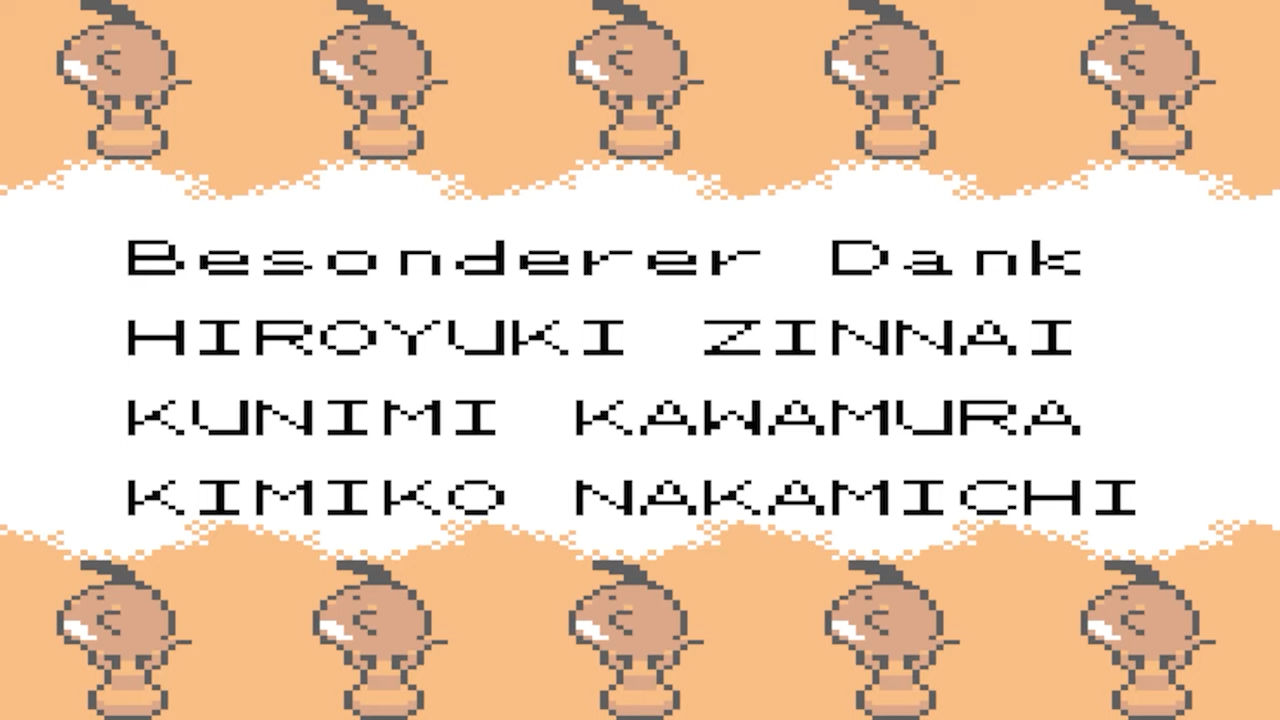 Besonderer Dank
HIROYUKI ZINNAI
KUNIMI KAWAMURA
KIMIKO NAKAMICHI